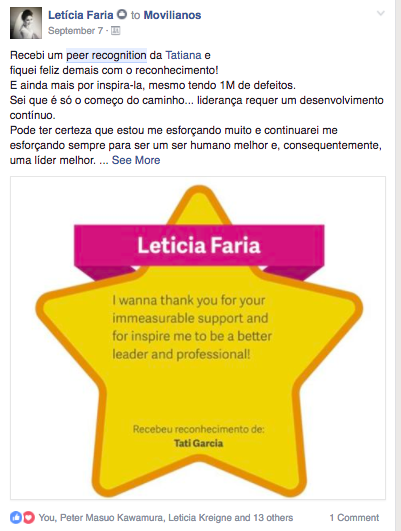 Letícia Faria to Movilianos
September 7 ·
Recebi um peer recognition da Tatiana e
fiquei feliz demais com o reconhecimento!
E ainda mais por inspira-la, mesmo tendo 1M de defeitos.
Sei que é só o começo do caminho... liderança requer um desenvolvimento
contínuo.
Pode ter certeza que estou me esforçando muito e continuarei me
esforçando sempre para ser um ser humano melhor e, consequentemente,
uma líder melhor. ... See More
Leticia Faria
I wanna thank you for your
immeasurable support and
for inspire me to be a better
leader and professional!
Recebeu reconhecimento de:
Tati Garcia
You, Peter Masuo Kawamura, Leticia Kreigne and 13 others 1 Comment